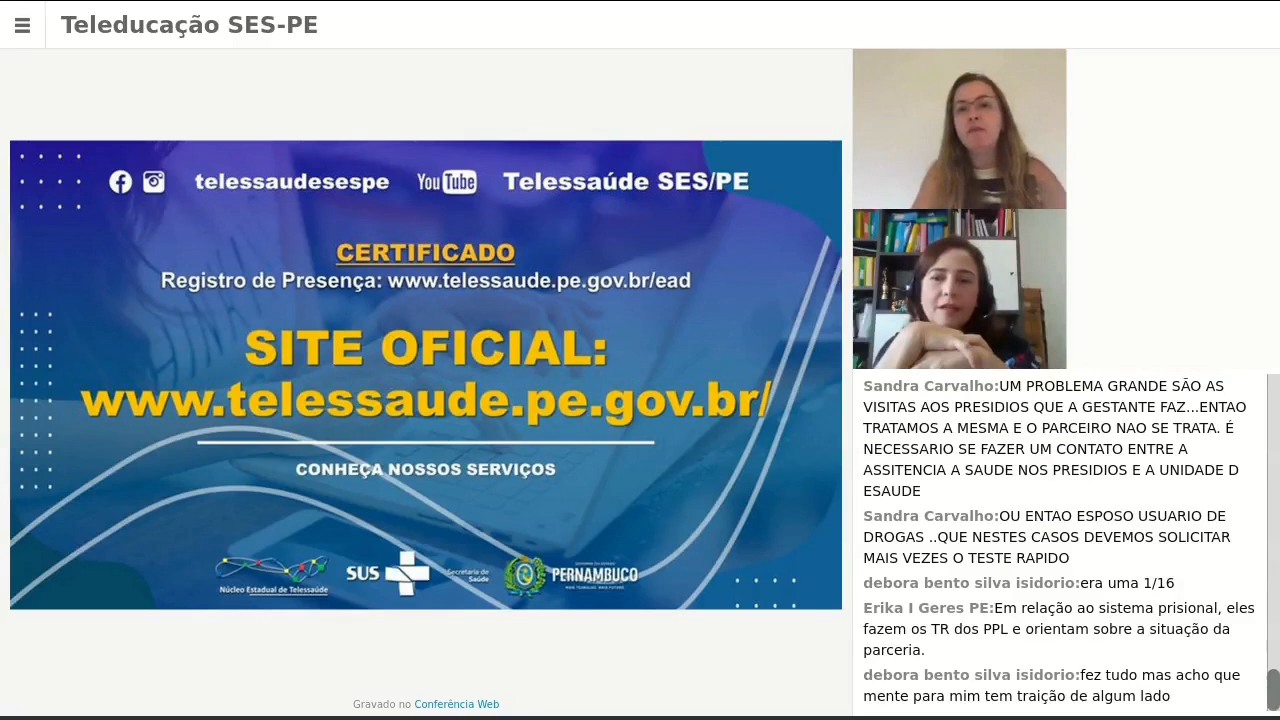 Teleducação SES-PE
telessaudesespe YouTube Telessaúde SES/PE
CERTIFICADO
Registro de Presença: www.telessaude.pe.gov.br/ead
SITE OFICIAL:
www.telessaude.pe.gov.br/
CONHEÇA NOSSOS SERVIÇOS
Núcleo Estadual de Telessaúde
SUS
Secretaria de
Saúde
PERNAMBUCO
Gravado no Conferência Web
Sandra Carvalho:UM PROBLEMA GRANDE SÃO AS
VISITAS AOS PRESIDIOS QUE A GESTANTE FAZ...ENTAO
TRATAMOS A MESMA E O PARCEIRO NAO SE TRATA. É
NECESSARIO SE FAZER UM CONTATO ENTRE A
ASSITENCIA A SAUDE NOS PRESIDIOS E A UNIDADE D
ESAUDE
Sandra Carvalho:OU ENTAO ESPOSO USUARIO DE
DROGAS ..QUE NESTES CASOS DEVEMOS SOLICITAR
MAIS VEZES O TESTE RAPIDO
debora bento silva isidorio:era uma 1/16
Erika I Geres PE:Em relação ao sistema prisional, eles
fazem os TR dos PPL e orientam sobre a situação da
parceria.
debora bento silva isidorio:fez tudo mas acho que
mente para mim tem traição de algum lado